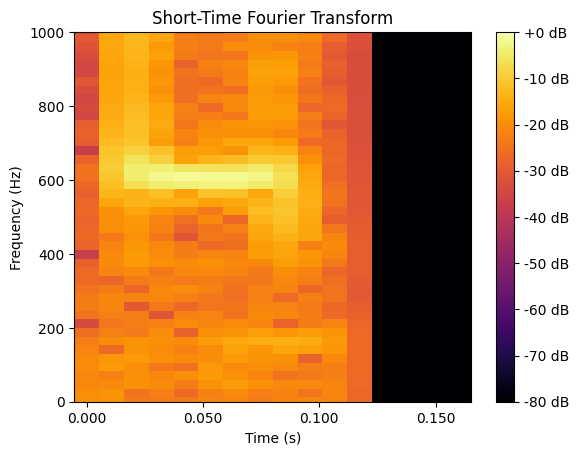 Short-Time Fourier Transform
1000
800
600
400
200
0
Frequency (Hz)
0.000
0.050
0.100
0.150
Time (s)
+0 dB
-10 dB
-20 dB
-30 dB
-40 dB
-50 dB
-60 dB
-70 dB
-80 dB